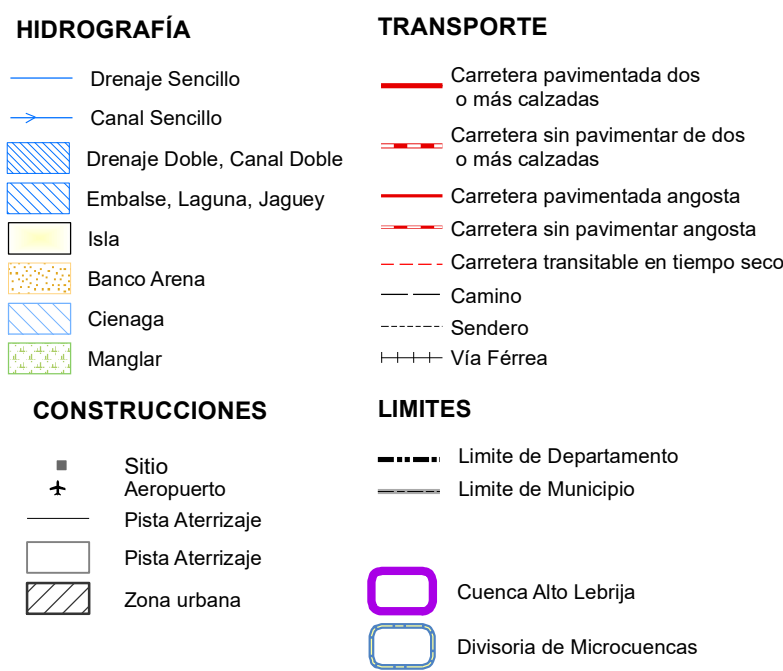 HIDROGRAFÍA
Drenaje Sencillo
Canal Sencillo
Drenaje Doble, Canal Doble
Embalse, Laguna, Jaguey
Isla
Banco Arena
Cienaga
Manglar
TRANSPORTE
Carretera pavimentada dos
o más calzadas
Carretera sin pavimentar de dos
o más calzadas
Carretera pavimentada angosta
Carretera sin pavimentar angosta
Carretera transitable en tiempo seco
Camino
Sendero
Vía Férrea
CONSTRUCCIONES
Sitio
Aeropuerto
Pista Aterrizaje
Pista Aterrizaje
Zona urbana
LIMITES
Limite de Departamento
Limite de Municipio
Cuenca Alto Lebrija
Divisoria de Microcuencas